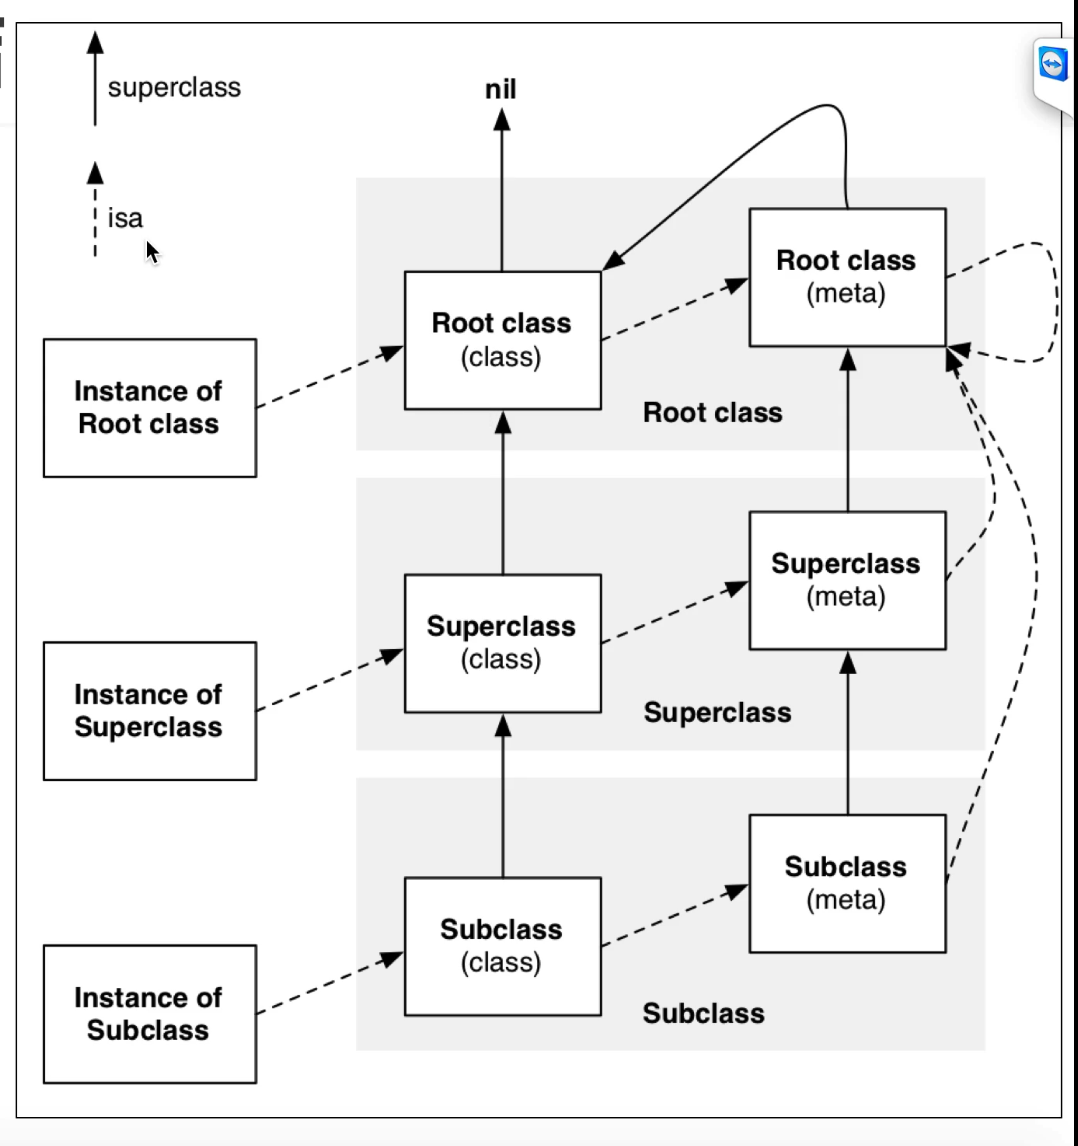 superclass
nil
isa
Root class
(meta)
Root class
(class)
Instance of
Root class
Root class
Superclass
(meta)
Superclass
(class)
Instance of
Superclass
Superclass
Subclass
(meta)
Subclass
(class)
Instance of
Subclass
Subclass